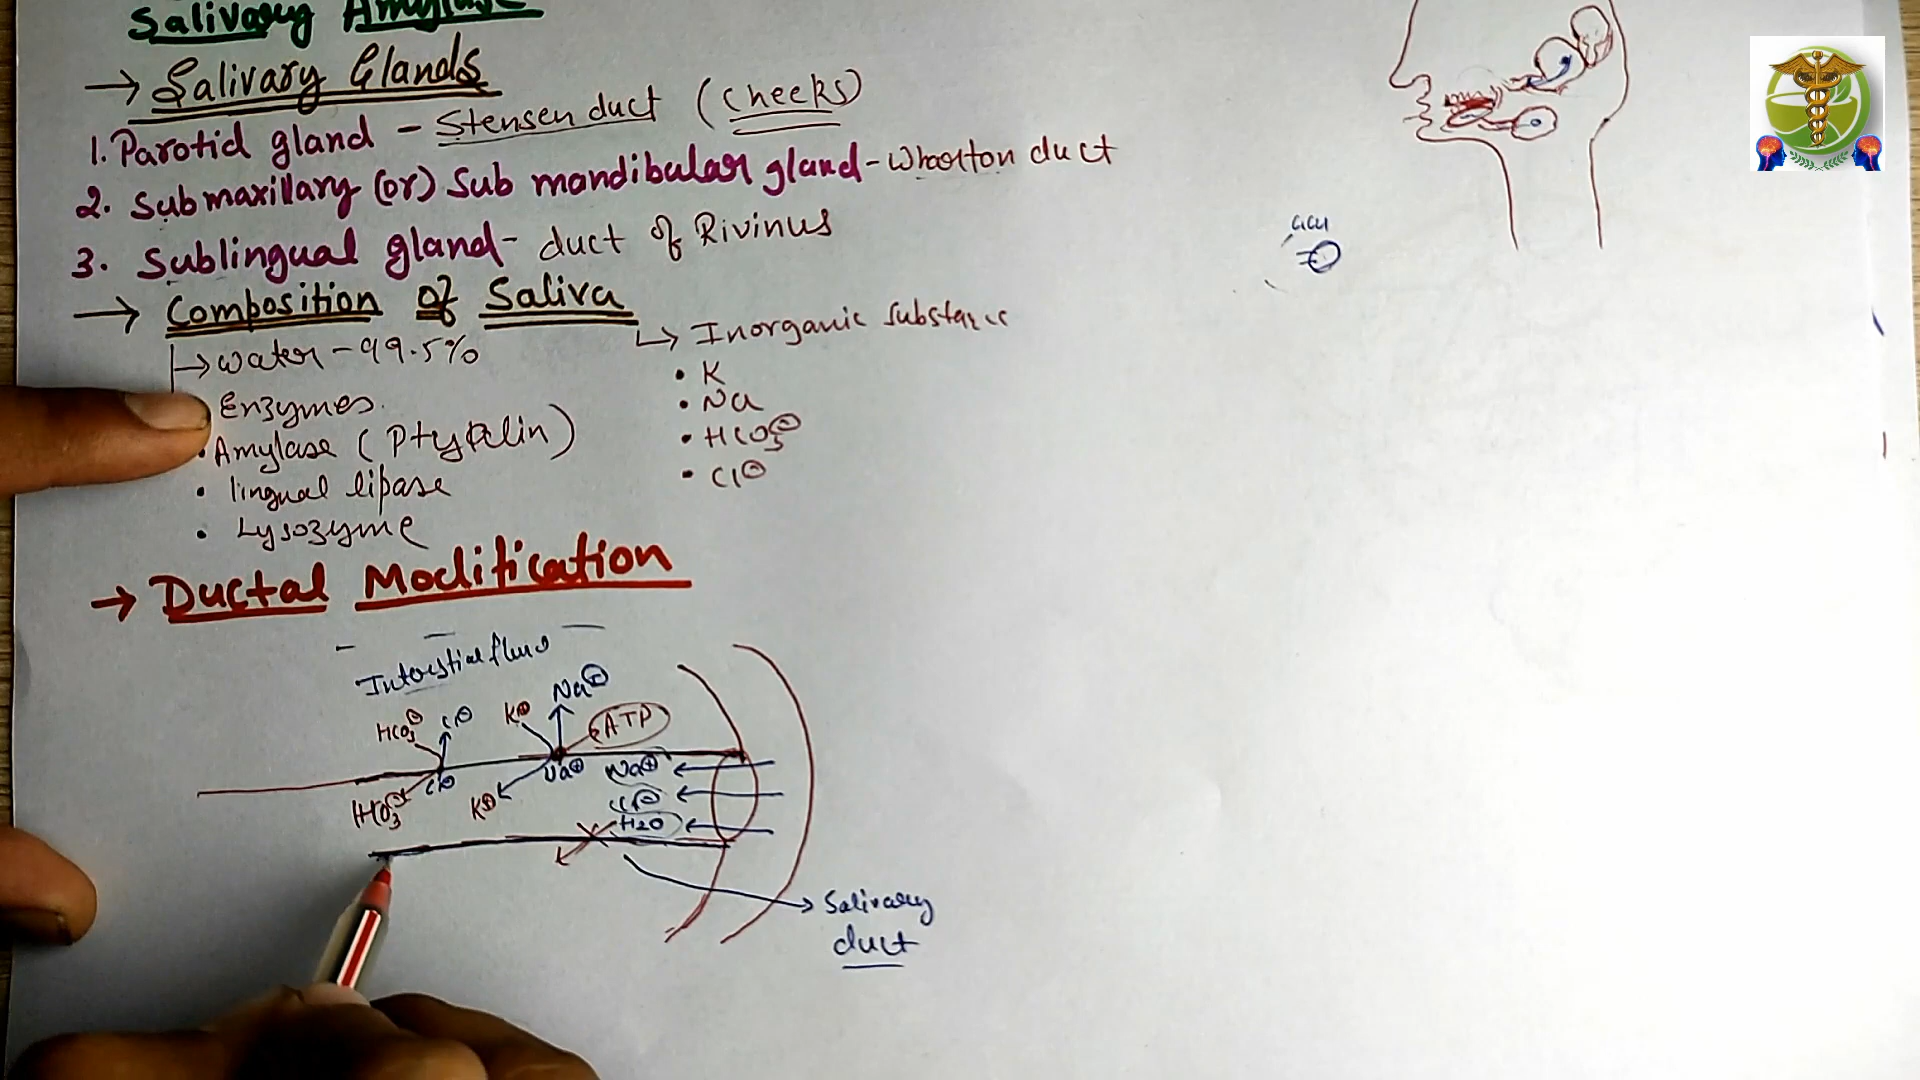 Salivary Amylase
→ Salivary Glands
1. Parotid gland - Stensen duct (cheeks)
2. Submaxillary (or) Sub mandibular gland - Wharton duct
3. Sublingual gland - duct of Rivinus
→ Composition of Saliva
→ water - 99.5%
Enzymes.
• Amylase (Ptyalin)
• lingual lipase
• Lysozyme
→ Inorganic substance
• K
• Na
• HCO3⊖
• Cl⊖
→ Ductal Modification
Interstial fluid
HCO3⊖ Cl⊖ K⊕ Na⊕ ATP
HCO3⊖ Cl⊖ K⊕ Na⊕ Na⊕
Cl⊖
H2O
Salivary
duct